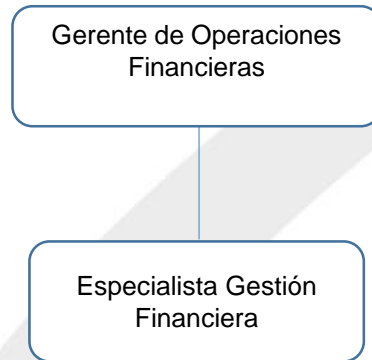 Gerente de Operaciones
Financieras
Especialista Gestión
Financiera